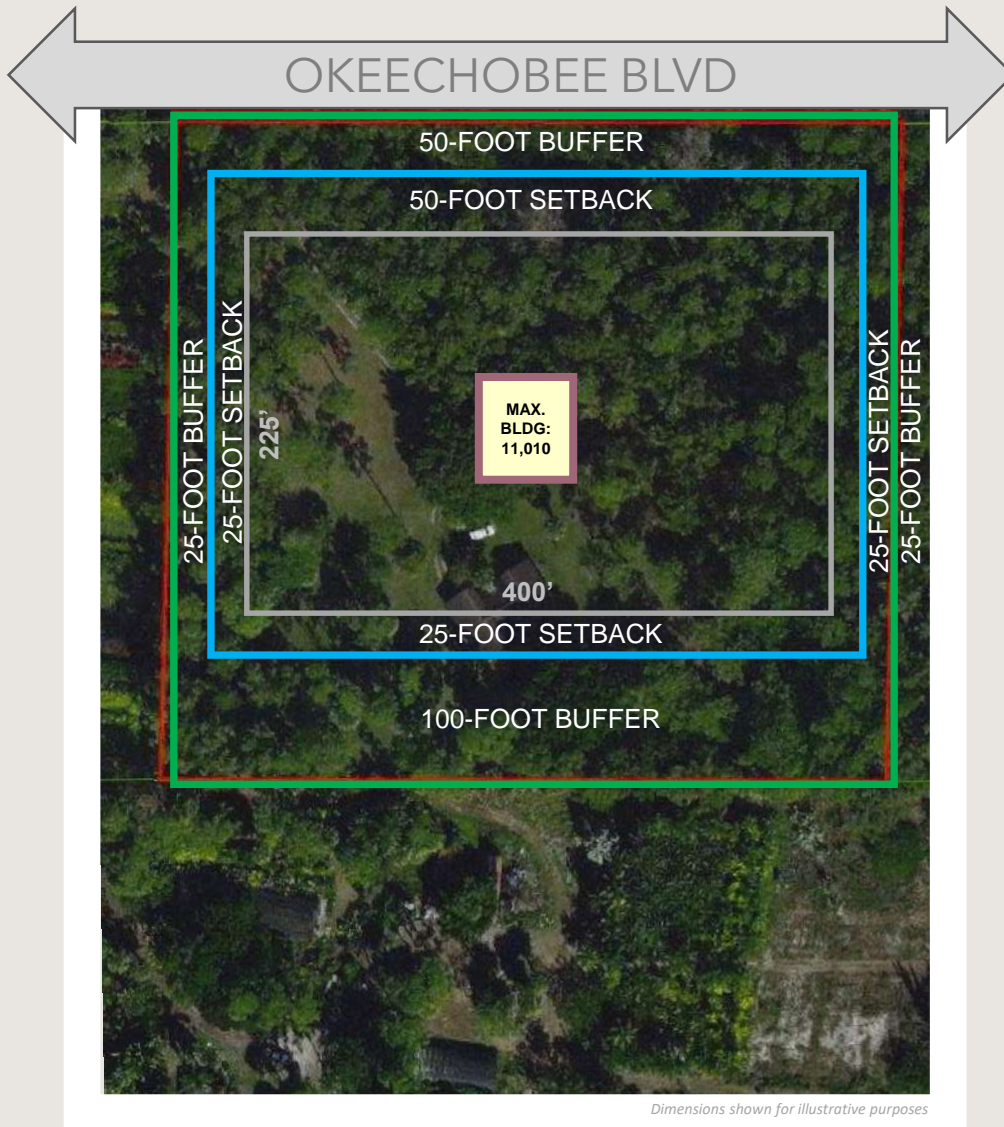 OKEECHOBEE BLVD
50-FOOT BUFFER
50-FOOT SETBACK
25-FOOT BUFFER
25-FOOT SETBACK
225’
MAX.
BLDG:
11,010
25-FOOT SETBACK
25-FOOT BUFFER
400’
25-FOOT SETBACK
100-FOOT BUFFER
Dimensions shown for illustrative purposes